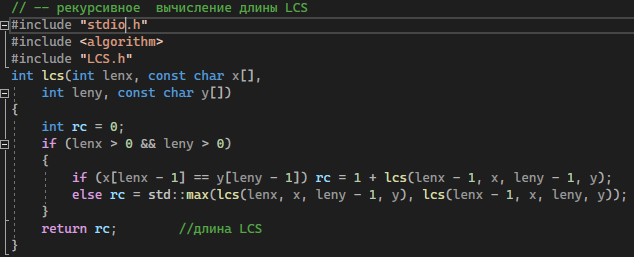 // -- рекурсивное  вычисление длины LCS
#include "stdio.h"
#include <algorithm>
#include "LCS.h"
int lcs(int lenx, const char x[],
    int leny, const char y[])
{
    int rc = 0;
    if (lenx > 0 && leny > 0)
    {
        if (x[lenx - 1] == y[leny - 1]) rc = 1 + lcs(lenx - 1, x, leny - 1, y);
        else rc = std::max(lcs(lenx, x, leny - 1, y), lcs(lenx - 1, x, leny, y));
    }
    return rc;        //длина LCS
}